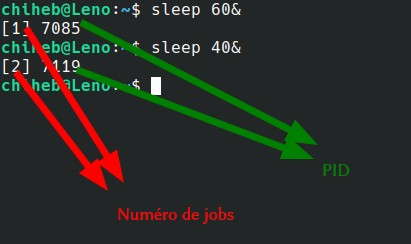 chiheb@Leno:~$ sleep 60&
[1] 7085
chiheb@Leno:~$ sleep 40&
[2] 7119
chiheb@Leno:~$
PID
Numéro de jobs